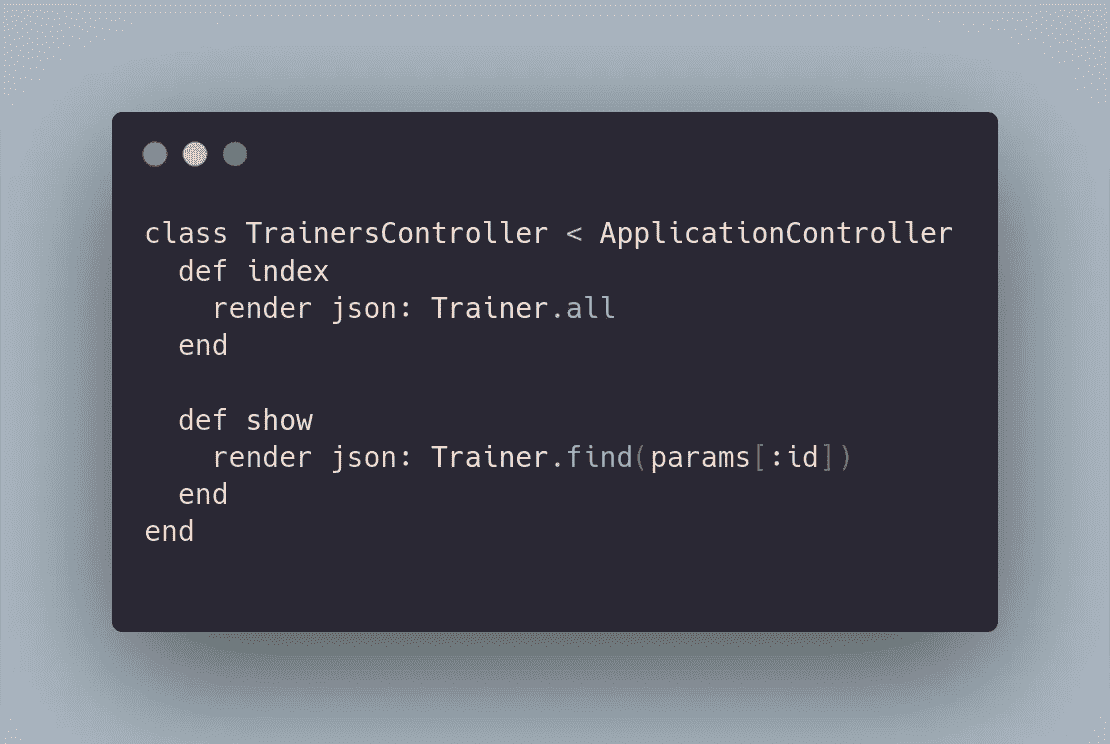 class TrainersController < ApplicationController
  def index
    render json: Trainer.all
  end

  def show
    render json: Trainer.find(params[:id])
  end
end